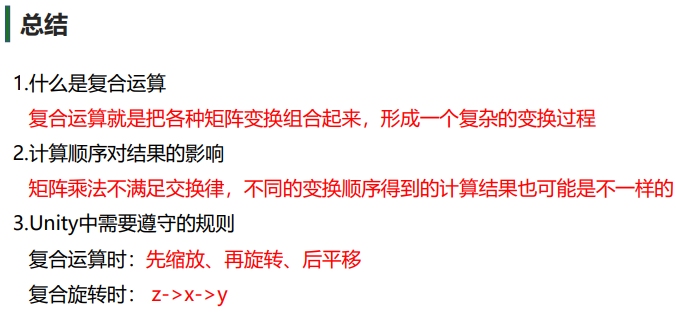 总结
1.什么是复合运算
复合运算就是把各种矩阵变换组合起来，形成一个复杂的变换过程
2.计算顺序对结果的影响
矩阵乘法不满足交换律，不同的变换顺序得到的计算结果也可能是不一样的
3.Unity中需要遵守的规则
复合运算时：先缩放、再旋转、后平移
复合旋转时： z->x->y